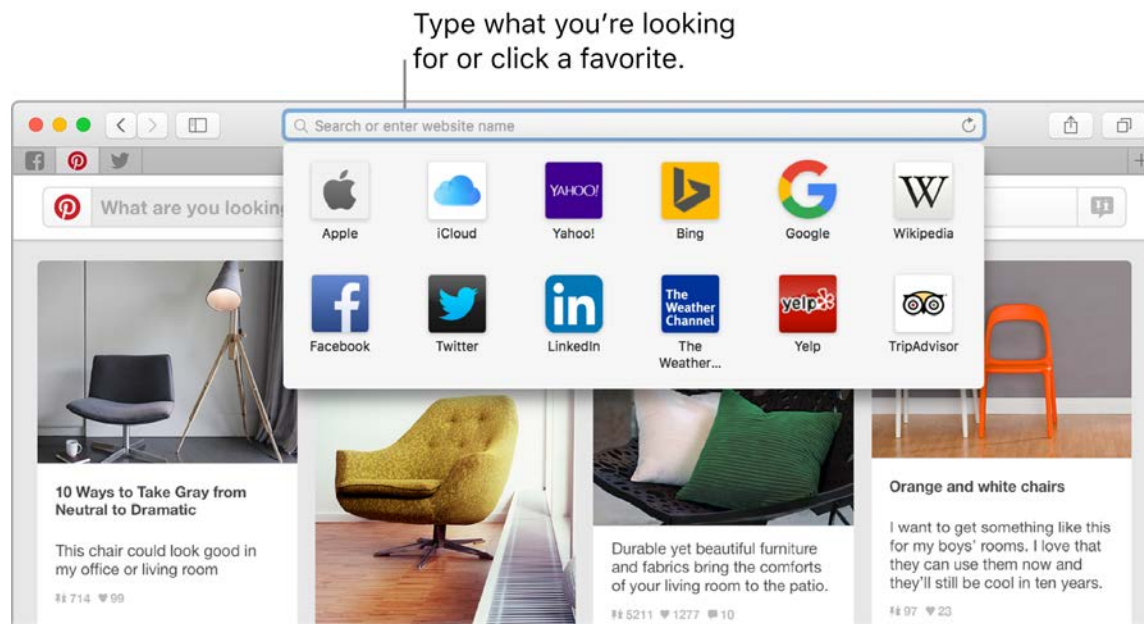 Type what you’re looking
for or click a favorite.
Search or enter website name
What are you looking
YAHOO!
W
Apple
iCloud
Yahoo!
Bing
Google
Wikipedia
in
The
Weather
Channel
yelp
Facebook
Twitter
LinkedIn
The
Weather...
Yelp
TripAdvisor
10 Ways to Take Gray from
Neutral to Dramatic
This chair could look good in
my office or living room
714 99
Durable yet beautiful furniture
and fabrics bring the comforts
of your living room to the patio.
5211 1277 10
Orange and white chairs
I want to get something like this
for my boys’ rooms. I love that
they can use them now and
they’ll still be cool in ten years.
97 23